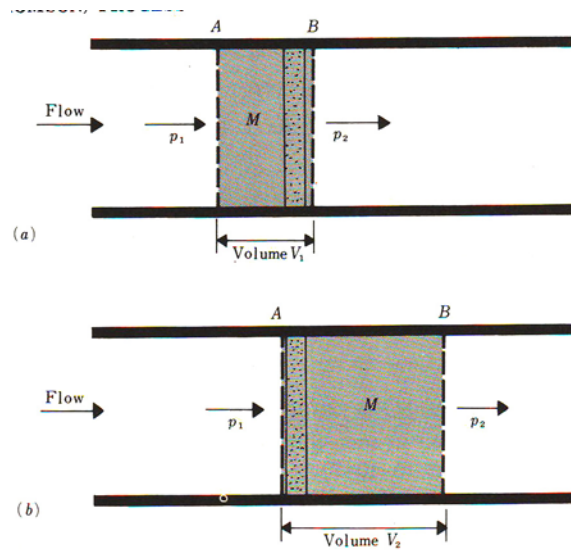 A B
Flow
M
p₁ p₂
(a)
Volume V₁
A B
Flow
M
p₁ p₂
(b)
Volume V₂